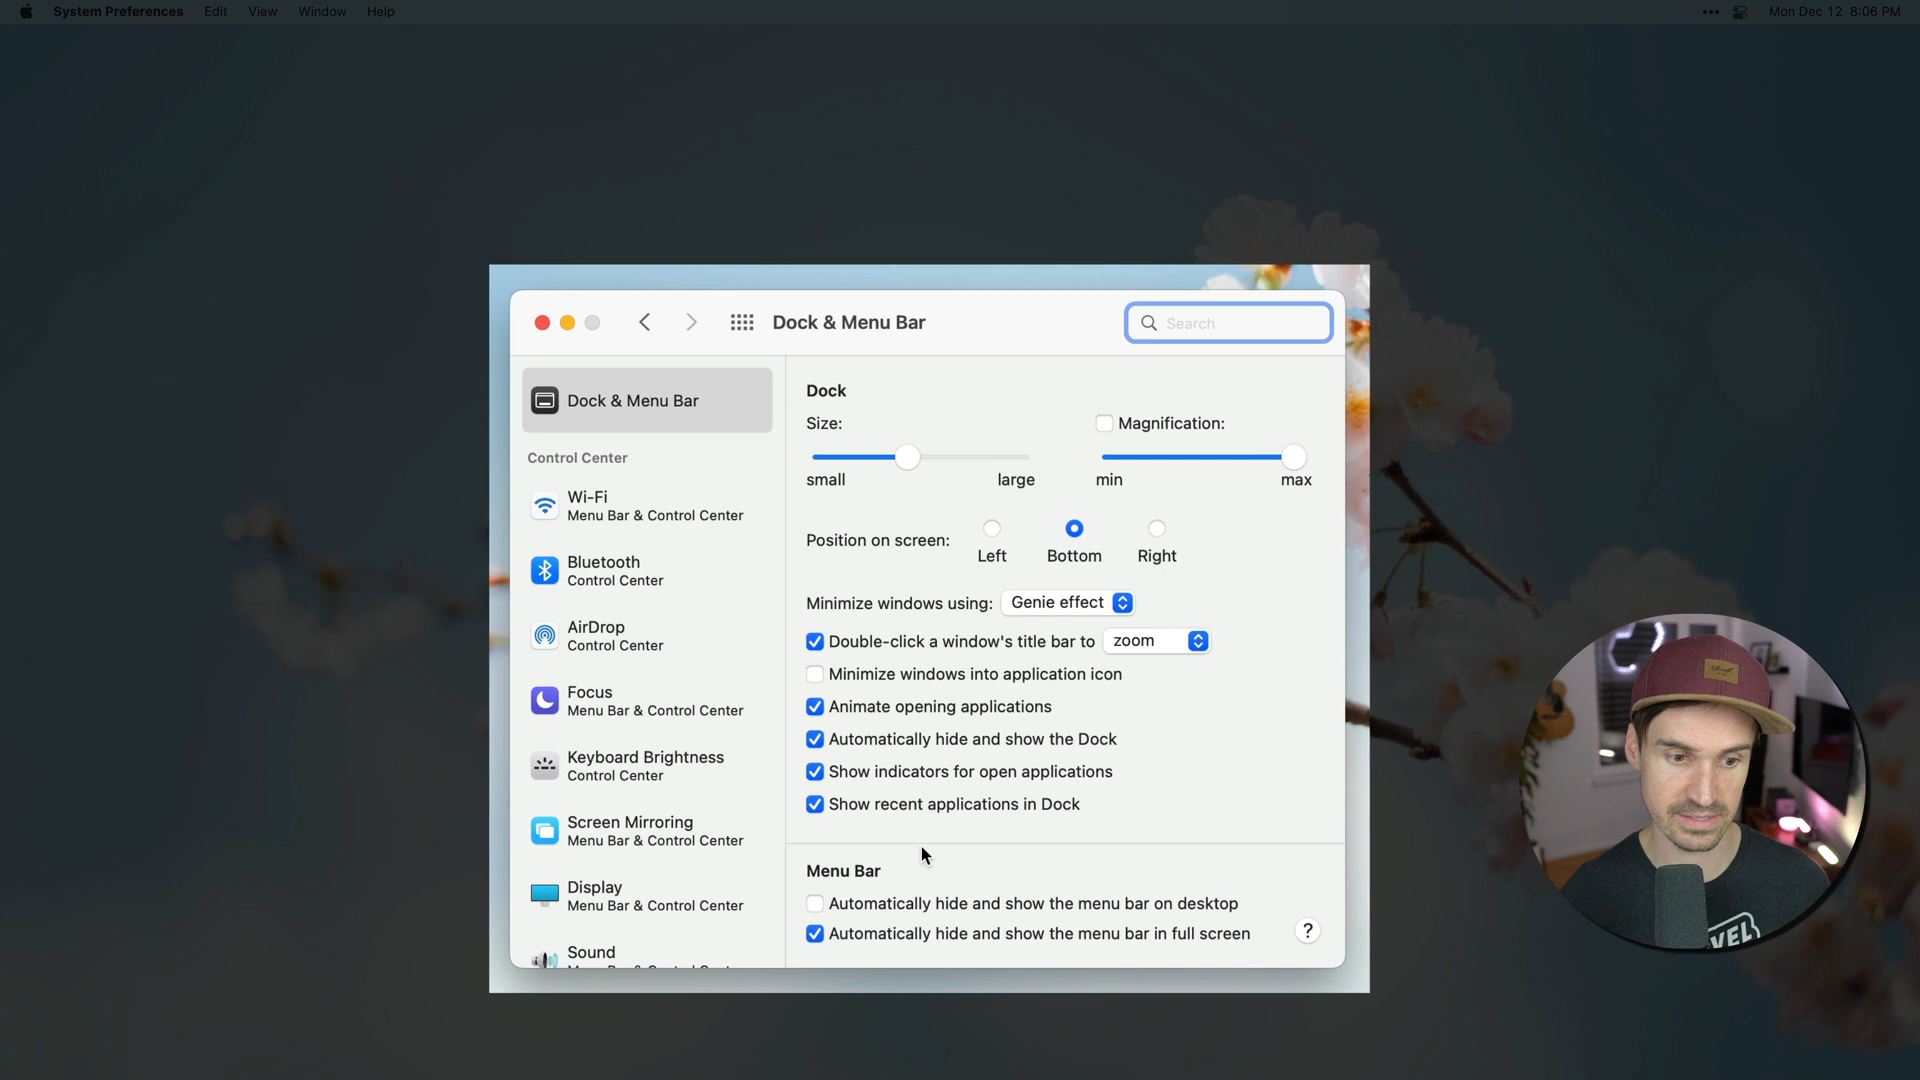 System Preferences Edit View Window Help
Mon Dec 12 8:06 PM
Dock & Menu Bar
Search
Dock & Menu Bar
Control Center
Wi-Fi
Menu Bar & Control Center
Bluetooth
Control Center
AirDrop
Control Center
Focus
Menu Bar & Control Center
Keyboard Brightness
Control Center
Screen Mirroring
Menu Bar & Control Center
Display
Menu Bar & Control Center
Sound
Dock
Size:
Magnification:
small large
min max
Position on screen:
Left Bottom Right
Minimize windows using: Genie effect
Double-click a window's title bar to zoom
Minimize windows into application icon
Animate opening applications
Automatically hide and show the Dock
Show indicators for open applications
Show recent applications in Dock
Menu Bar
Automatically hide and show the menu bar on desktop
Automatically hide and show the menu bar in full screen
?
VEL